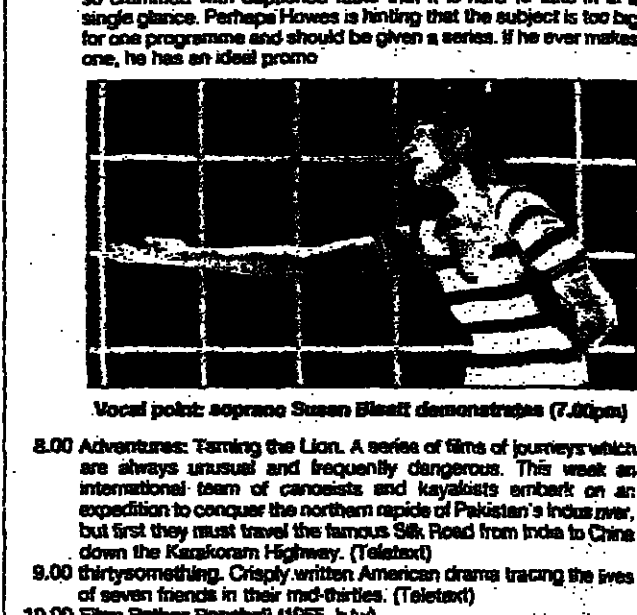 single glance. Perhaps Howes is hinting that the subject is too big
for one programme and should be given a series. If he ever makes
one, he has an ideal promo
Vocal point: soprano Susan demonstrates (7.00pm)
8.00 Adventures: Taming the Lion. A series of films of journeys which
are always unusual and frequently dangerous. This week an
international team of canoeists and kayakists embark on an
expedition to conquer the northern rapids of Pakistan's Indus river,
but first they must travel the famous Silk Road from India to China
down the Karakoram Highway. (Teletext)
9.00 thirtysomething. Crisply written American drama tracing the lives
of seven friends in their mid-thirties. (Teletext)